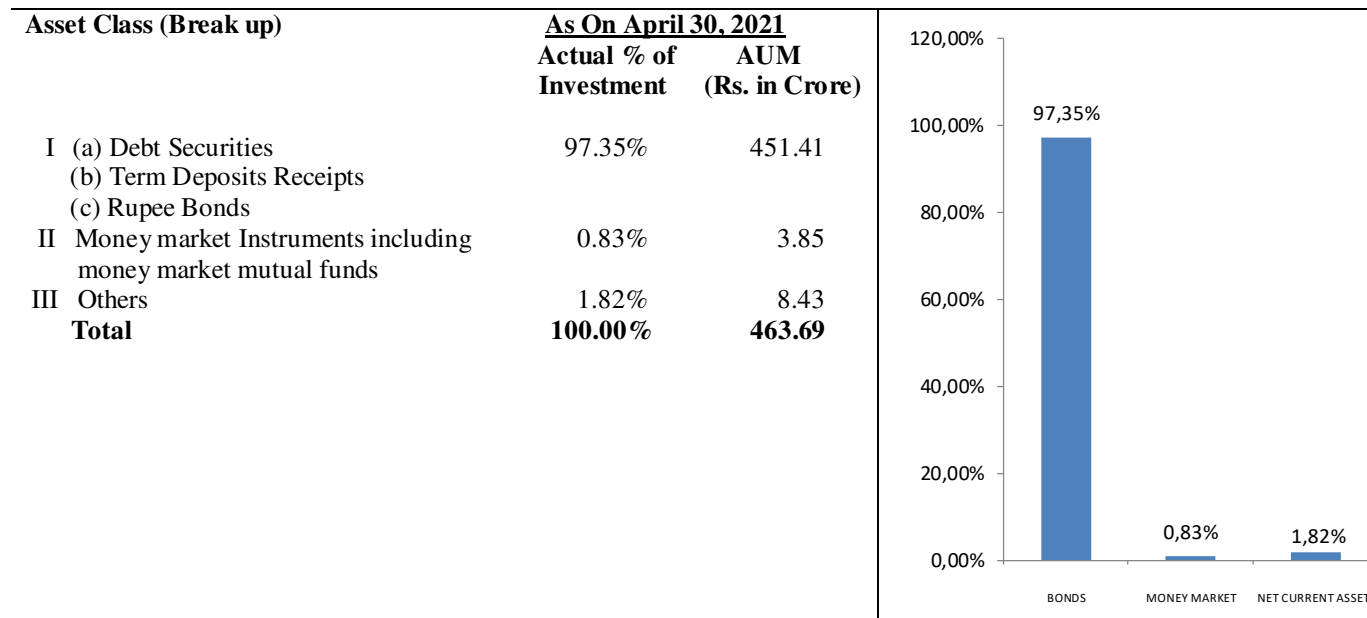 Asset Class (Break up) As On April 30, 2021
Actual % of AUM
Investment (Rs. in Crore)
I (a) Debt Securities 97.35% 451.41
(b) Term Deposits Receipts
(c) Rupee Bonds
II Money market Instruments including 0.83% 3.85
money market mutual funds
III Others 1.82% 8.43
Total 100.00% 463.69
120,00%
97,35%
100,00%
80,00%
60,00%
40,00%
20,00%
0,83% 1,82%
0,00%
BONDS MONEY MARKET NET CURRENT ASSET